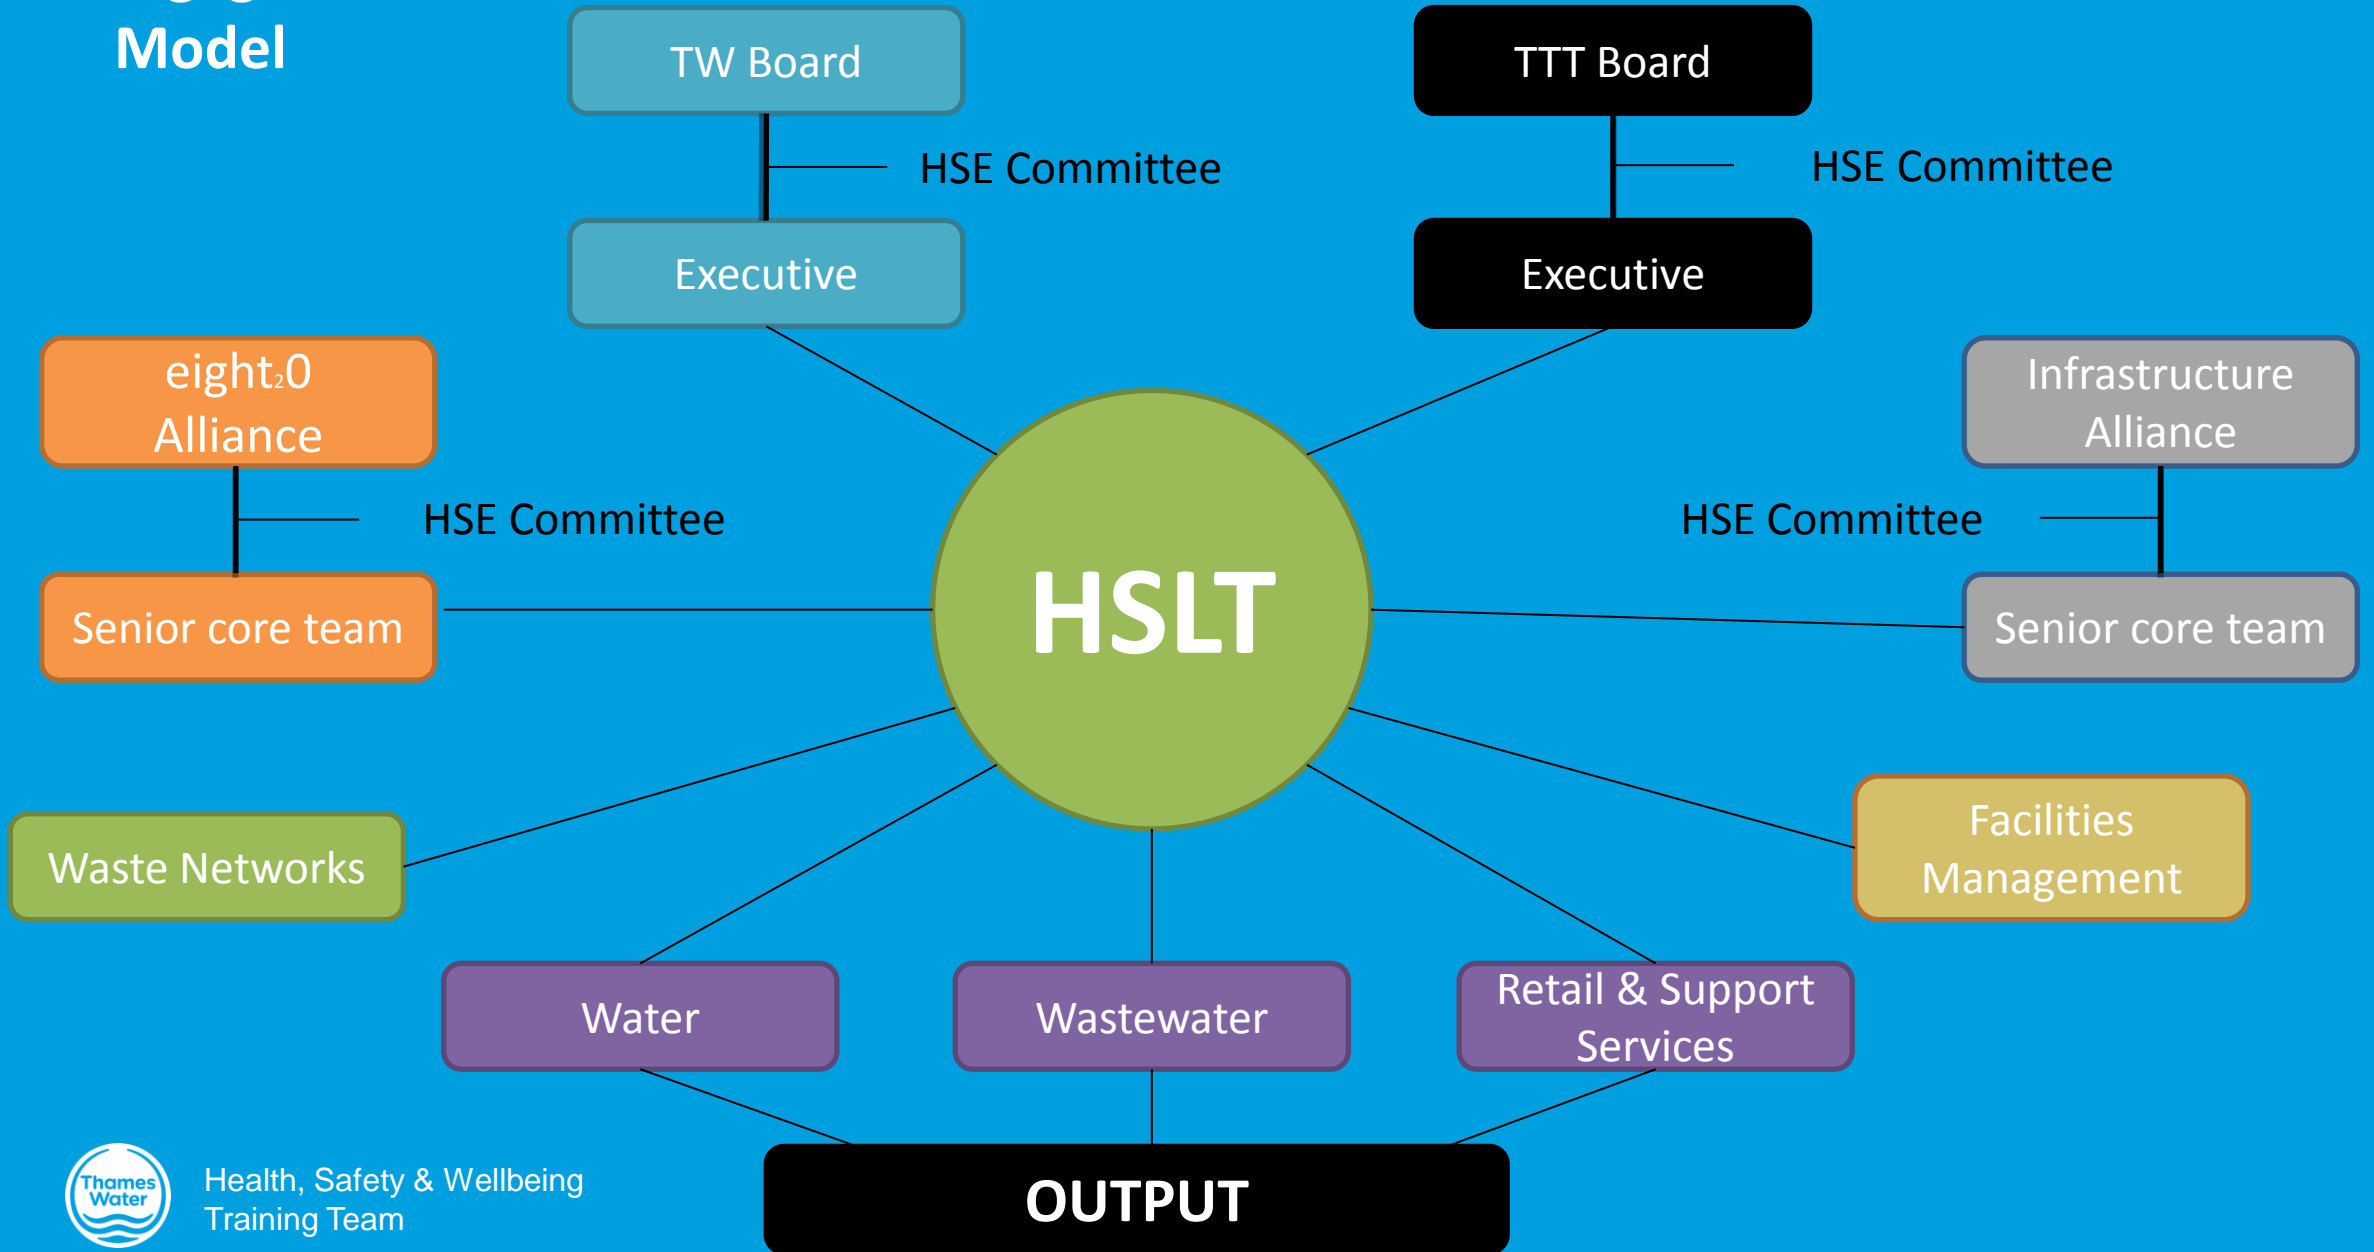 Model
TW Board
TTT Board
HSE Committee
HSE Committee
Executive
Executive
eight₂0
Alliance
Infrastructure
Alliance
HSE Committee
HSE Committee
HSLT
Senior core team
Senior core team
Facilities
Management
Waste Networks
Water
Wastewater
Retail & Support
Services
Thames
Water
Health, Safety & Wellbeing
Training Team
OUTPUT